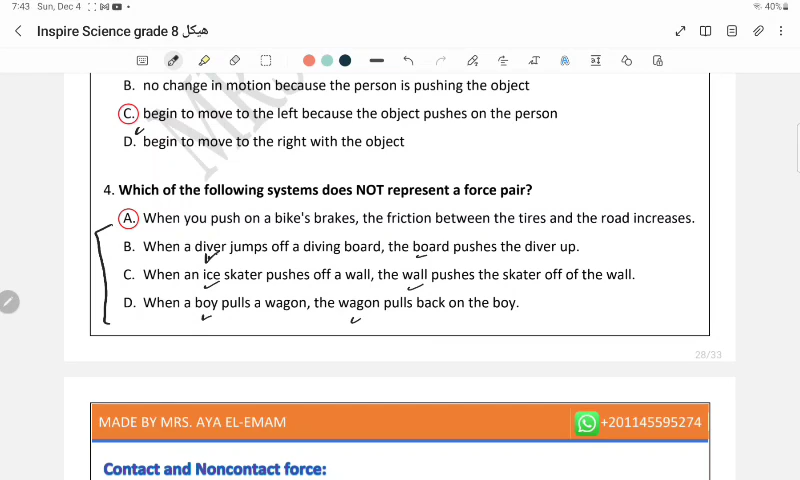 7:43 Sun, Dec 4 40%
Inspire Science grade 8 هيكل
B. no change in motion because the person is pushing the object
C. begin to move to the left because the object pushes on the person
D. begin to move to the right with the object
4. Which of the following systems does NOT represent a force pair?
A. When you push on a bike's brakes, the friction between the tires and the road increases.
B. When a diver jumps off a diving board, the board pushes the diver up.
C. When an ice skater pushes off a wall, the wall pushes the skater off of the wall.
D. When a boy pulls a wagon, the wagon pulls back on the boy.
28/33
MADE BY MRS. AYA EL-EMAM +201145595274
Contact and Noncontact force: